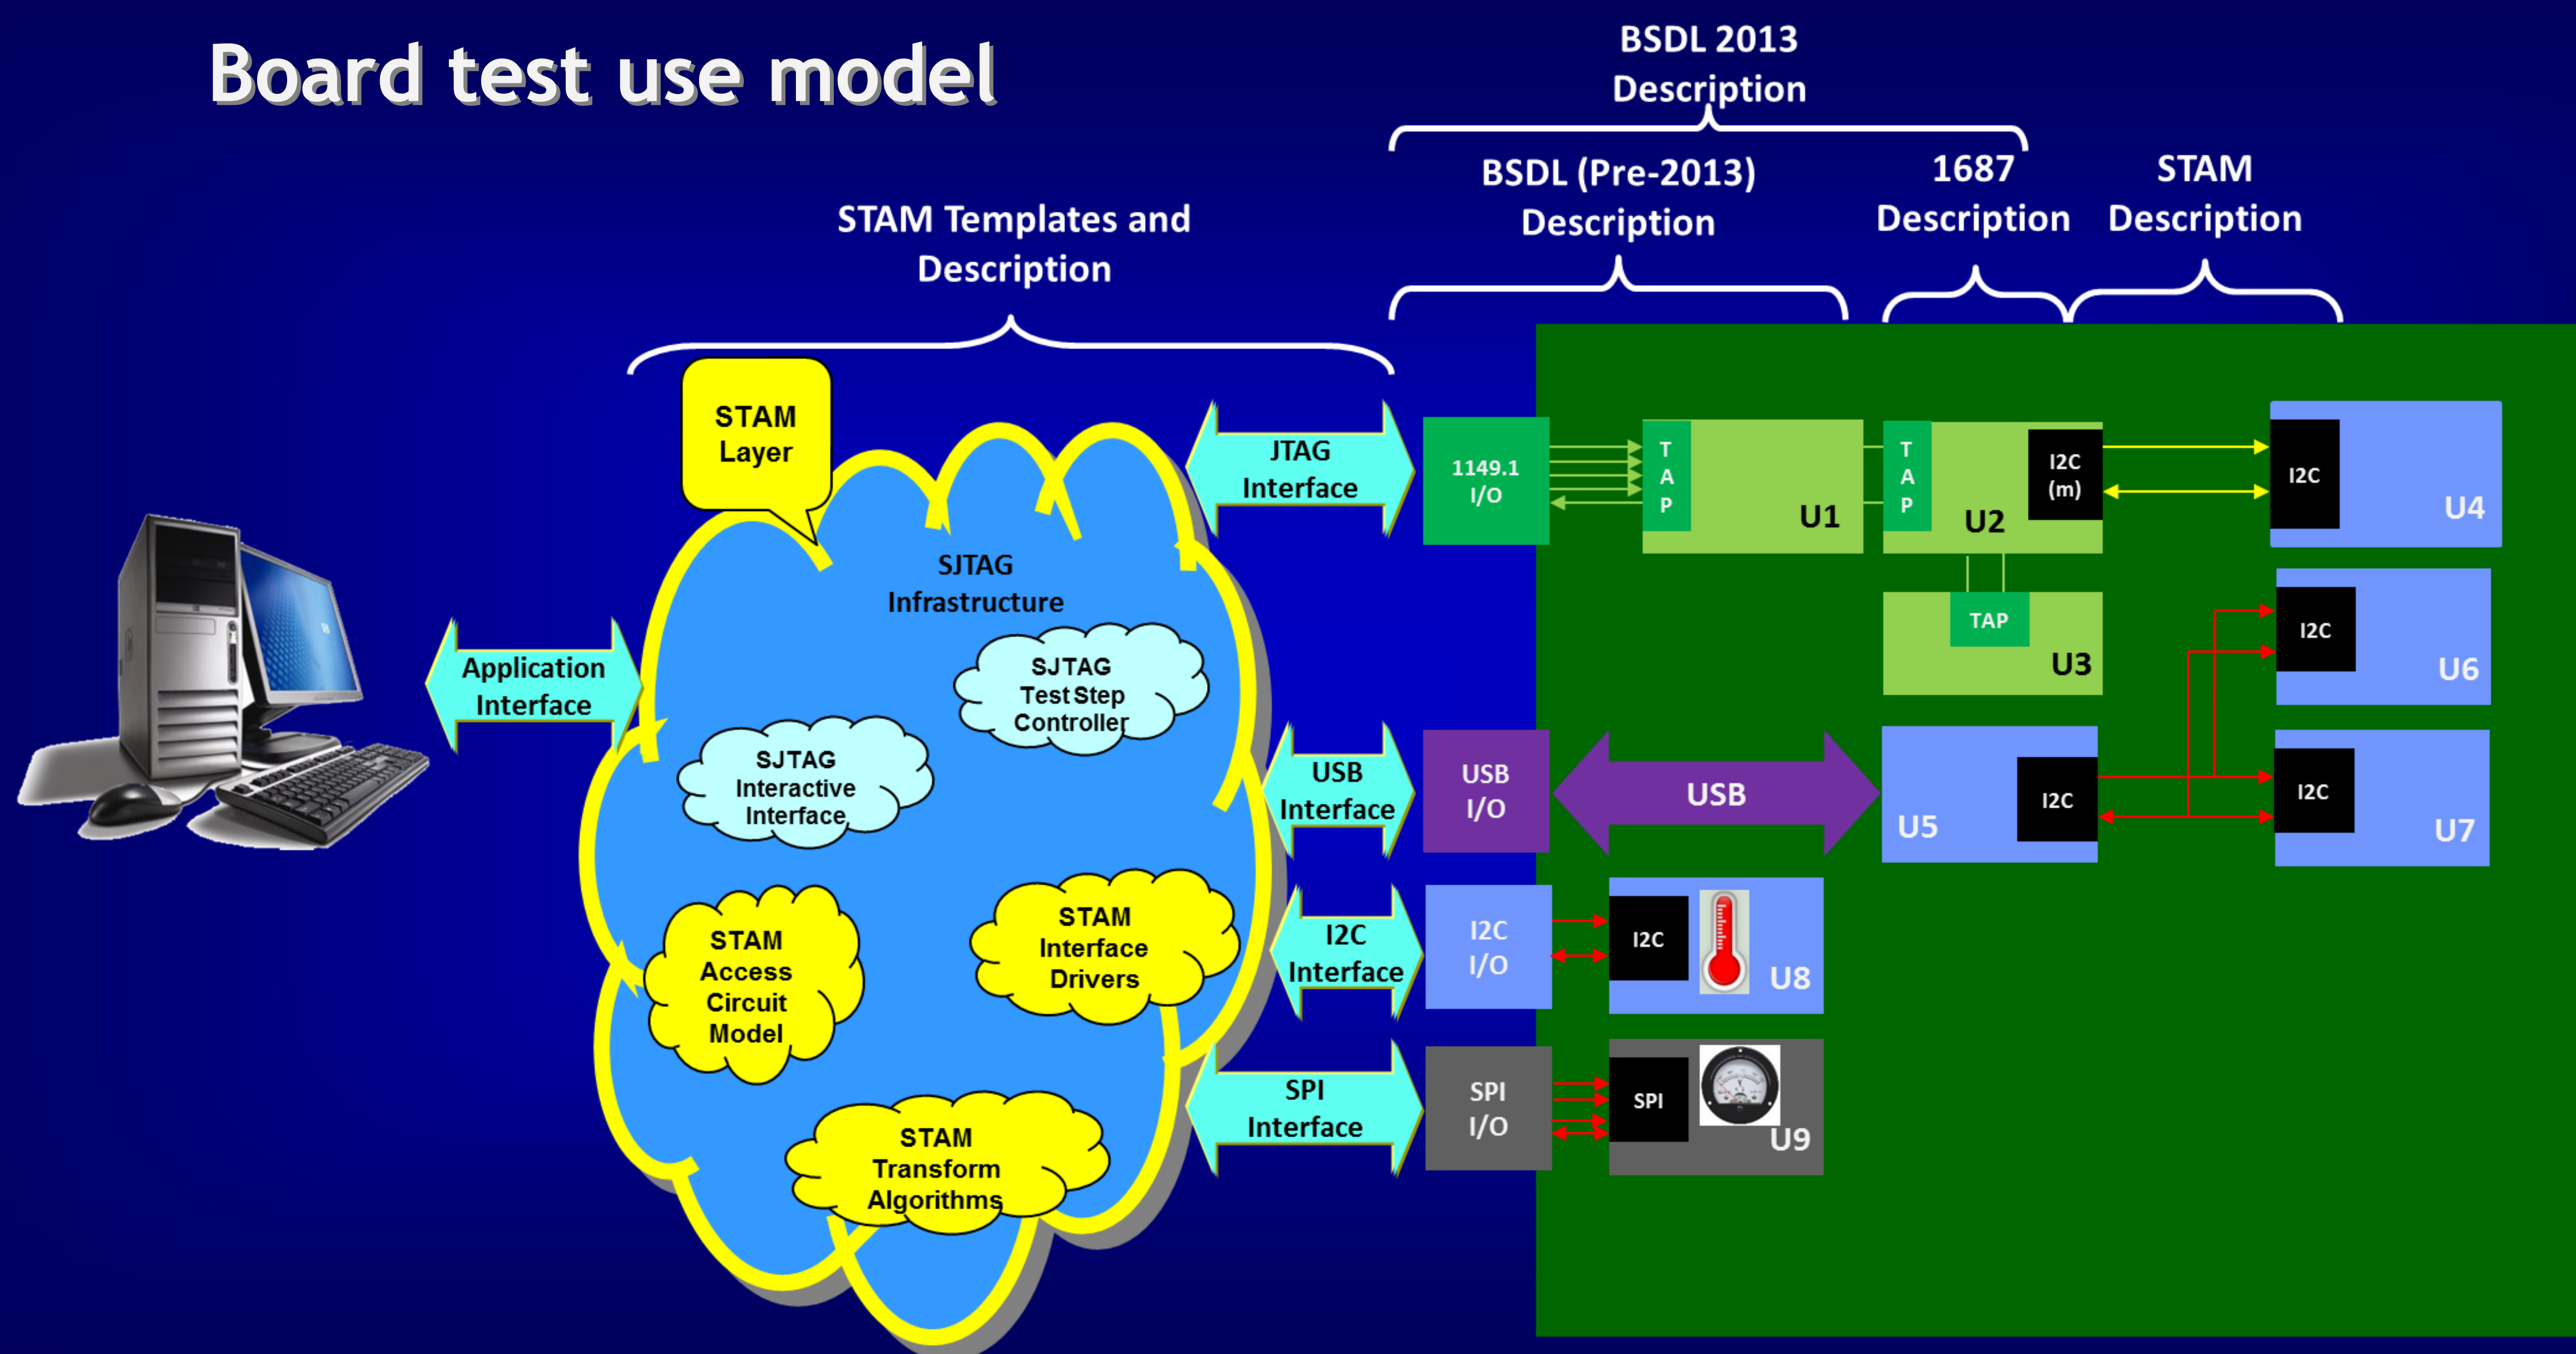 Board test use model
BSDL 2013
Description
BSDL (Pre-2013)
Description
1687
Description
STAM
Description
STAM Templates and
Description
STAM
Layer
SJTAG
Infrastructure
SJTAG
Test Step
Controller
SJTAG
Interactive
Interface
STAM
Access
Circuit
Model
STAM
Interface
Drivers
STAM
Transform
Algorithms
Application
Interface
JTAG
Interface
USB
Interface
I2C
Interface
SPI
Interface
1149.1
I/O
T
A
P
U1
T
A
P
U2
I2C
(m)
I2C
U4
TAP
U3
I2C
U6
USB
I/O
USB
U5
I2C
I2C
U7
I2C
I/O
I2C
U8
SPI
I/O
SPI
U9